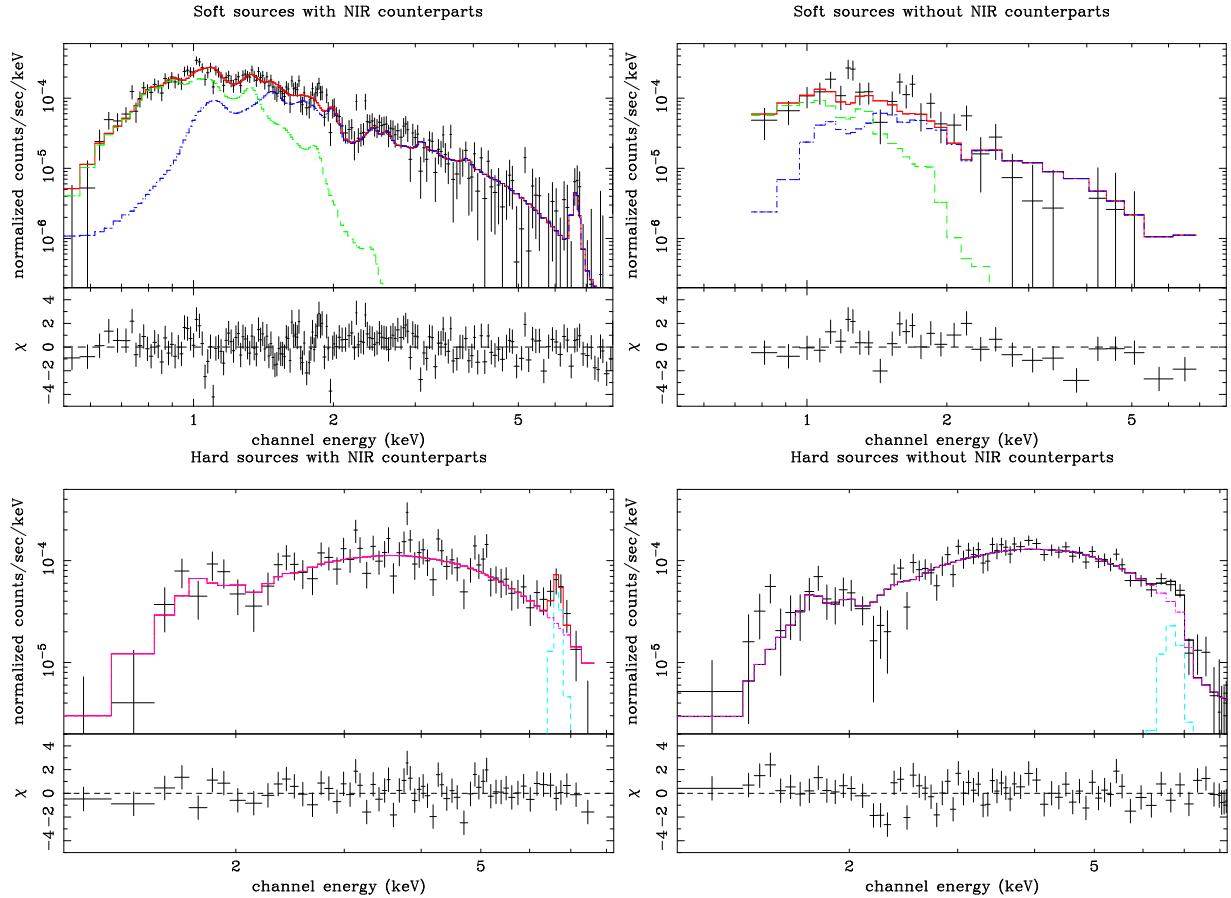 Soft sources with NIR counterparts
Soft sources without NIR counterparts
normalized counts/sec/keV
10⁻⁴
10⁻⁵
10⁻⁶
χ
4
2
0
−2
−4
1
2
5
channel energy (keV)
normalized counts/sec/keV
10⁻⁴
10⁻⁵
10⁻⁶
χ
4
2
0
−2
−4
1
2
5
channel energy (keV)
Hard sources with NIR counterparts
Hard sources without NIR counterparts
normalized counts/sec/keV
10⁻⁴
10⁻⁵
χ
4
2
0
−2
−4
2
5
channel energy (keV)
normalized counts/sec/keV
10⁻⁴
10⁻⁵
χ
4
2
0
−2
−4
2
5
channel energy (keV)